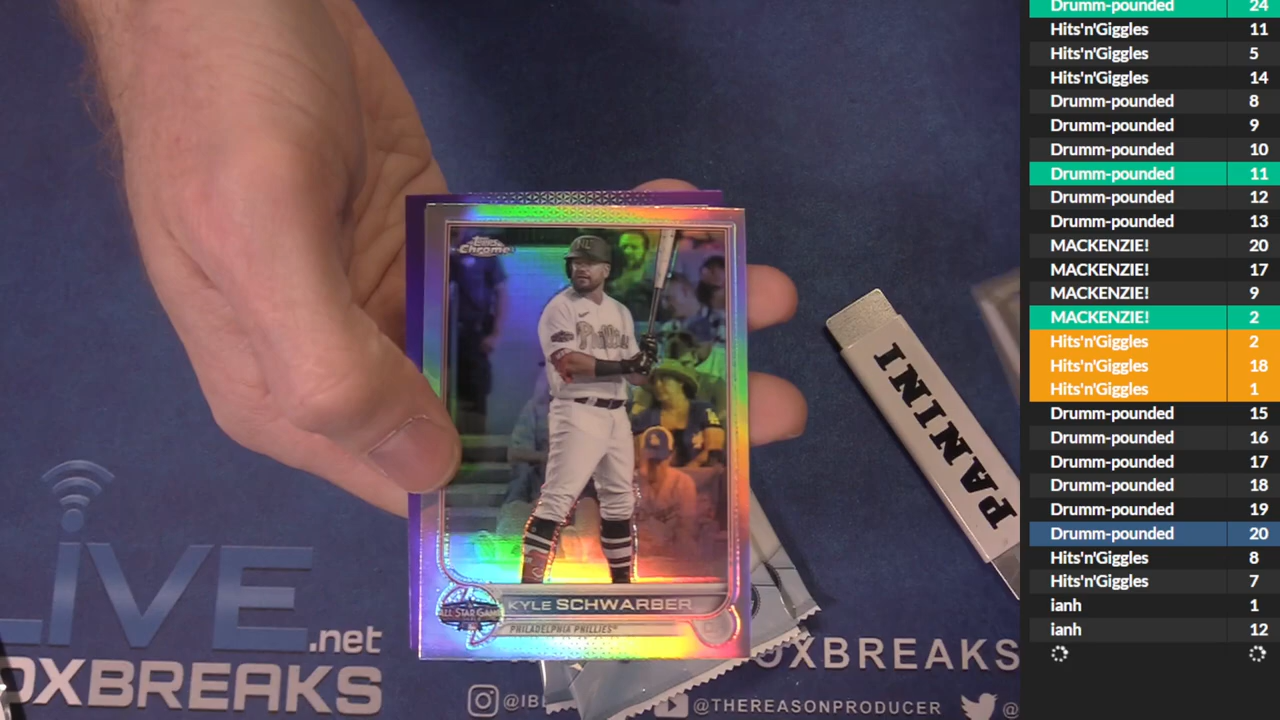 Topps
Chrome
Phillies
ALL STAR GAME
KYLE SCHWARBER
PHILADELPHIA PHILLIES
PANINI
LIVE
.net
OXBREAKS
OXBREAKS
@IB
@THEREASONPRODUCER
@
Drumm-pounded 24
Hits'n'Giggles 11
Hits'n'Giggles 5
Hits'n'Giggles 14
Drumm-pounded 8
Drumm-pounded 9
Drumm-pounded 10
Drumm-pounded 11
Drumm-pounded 12
Drumm-pounded 13
MACKENZIE! 20
MACKENZIE! 17
MACKENZIE! 9
MACKENZIE! 2
Hits'n'Giggles 2
Hits'n'Giggles 18
Hits'n'Giggles 1
Drumm-pounded 15
Drumm-pounded 16
Drumm-pounded 17
Drumm-pounded 18
Drumm-pounded 19
Drumm-pounded 20
Hits'n'Giggles 8
Hits'n'Giggles 7
ianh 1
ianh 12